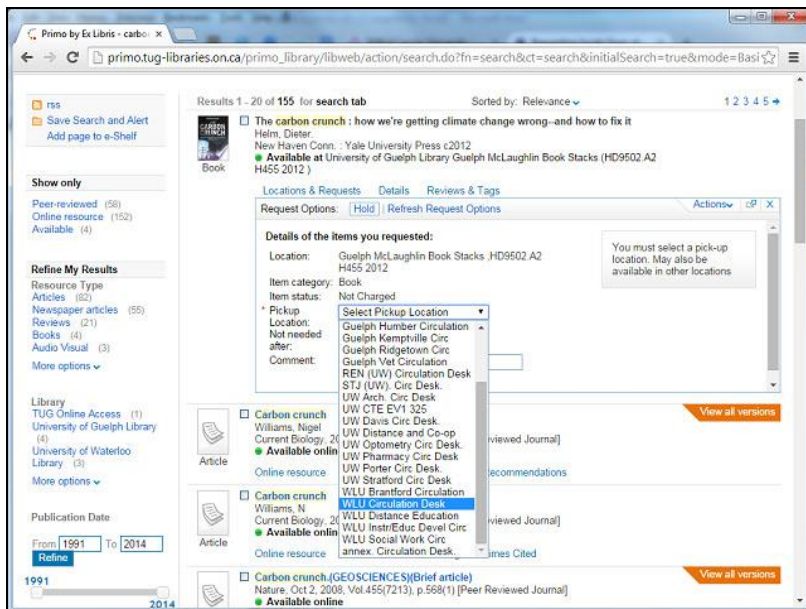 Primo by Ex Libris - carbo
primo.tug-libraries.on.ca/primo_library/libweb/action/search.do?fn=search&ct=search&initialSearch=true&mode=Basi
rss
Save Search and Alert
Add page to e-Shelf
Show only
Peer-reviewed (58)
Online resource (152)
Available (4)
Refine My Results
Resource Type
Articles (82)
Newspaper articles (55)
Reviews (21)
Books (4)
Audio Visual (3)
More options
Library
TUG Online Access (1)
University of Guelph Library (4)
University of Waterloo
Library (3)
More options
Publication Date
From 1991 To 2014
Refine
1991
2014
Results 1 - 20 of 155 for search tab Sorted by: Relevance 1 2 3 4 5
CARBON CRUNCH
Book
The carbon crunch : how we're getting climate change wrong--and how to fix it
Helm, Dieter.
New Haven Conn. : Yale University Press c2012
Available at University of Guelph Library Guelph McLaughlin Book Stacks (HD9502.A2
H455 2012 )
Locations & Requests Details Reviews & Tags
Request Options: Hold | Refresh Request Options Actions X
Details of the items you requested:
Location: Guelph McLaughlin Book Stacks ,HD9502.A2
H455 2012
Item category: Book
Item status: Not Charged
* Pickup Location: Select Pickup Location
Not needed after:
Comment:
You must select a pick-up
location. May also be
available in other locations
Guelph Humber Circulation
Guelph Kemptville Circ
Guelph Ridgetown Circ
Guelph Vet Circulation
REN (UW) Circulation Desk
STJ (UW). Circ Desk.
UW Arch. Circ Desk
UW CTE EV1 325
UW Davis Circ Desk.
UW Distance and Co-op
UW Optometry Circ Desk.
UW Pharmacy Circ Desk
UW Porter Circ Desk.
UW Stratford Circ Desk
WLU Brantford Circulation
WLU Circulation Desk
WLU Distance Education
WLU Instr/Educ Devel Circ
WLU Social Work Circ
annex. Circulation Desk.
Article
Carbon crunch View all versions
Williams, Nigel
Current Biology, 20 Reviewed Journal]
Available online
Online resource Recommendations
Article
Carbon crunch
Williams, N
Current Biology, 20 viewed Journal]
Available online
Online resource Times Cited
Carbon crunch.(GEOSCIENCES)(Brief article) View all versions
Nature, Oct 2, 2008, Vol.455(7213), p.568(1) [Peer Reviewed Journal]
Available online